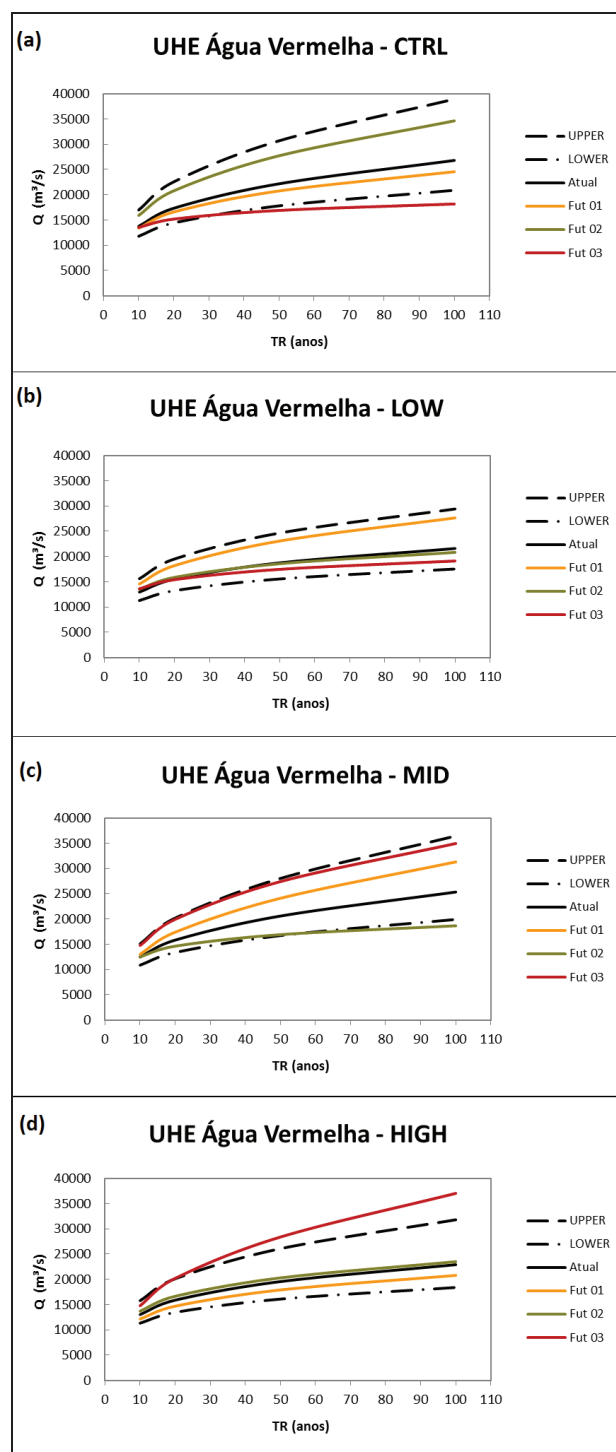 (a)
UHE Água Vermelha - CTRL
40000
35000
30000
25000
20000
15000
10000
5000
0
Q (m³/s)
0 10 20 30 40 50 60 70 80 90 100 110
TR (anos)
UPPER
LOWER
Atual
Fut 01
Fut 02
Fut 03
(b)
UHE Água Vermelha - LOW
40000
35000
30000
25000
20000
15000
10000
5000
0
Q (m³/s)
0 10 20 30 40 50 60 70 80 90 100 110
TR (anos)
UPPER
LOWER
Atual
Fut 01
Fut 02
Fut 03
(c)
UHE Água Vermelha - MID
40000
35000
30000
25000
20000
15000
10000
5000
0
Q (m³/s)
0 10 20 30 40 50 60 70 80 90 100 110
TR (anos)
UPPER
LOWER
Atual
Fut 01
Fut 02
Fut 03
(d)
UHE Água Vermelha - HIGH
40000
35000
30000
25000
20000
15000
10000
5000
0
Q (m³/s)
0 10 20 30 40 50 60 70 80 90 100 110
TR (anos)
UPPER
LOWER
Atual
Fut 01
Fut 02
Fut 03